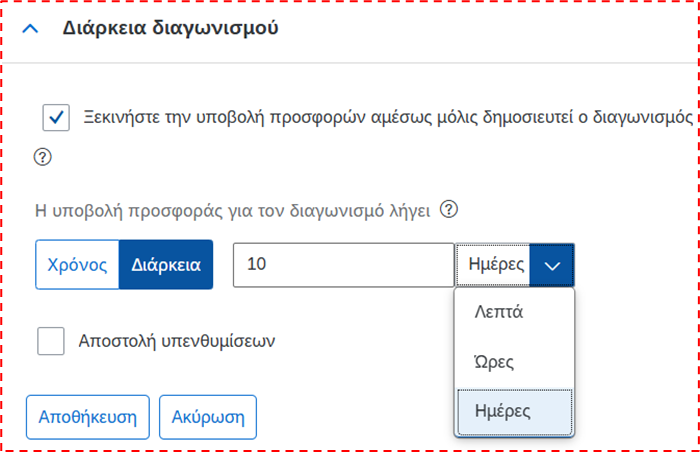 Διάρκεια διαγωνισμού
Ξεκινήστε την υποβολή προσφορών αμέσως μόλις δημοσιευτεί ο διαγωνισμός
?
Η υποβολή προσφοράς για τον διαγωνισμό λήγει ?
Χρόνος Διάρκεια 10 Ημέρες
Λεπτά
Αποστολή υπενθυμίσεων
Ώρες
Ημέρες
Αποθήκευση Ακύρωση